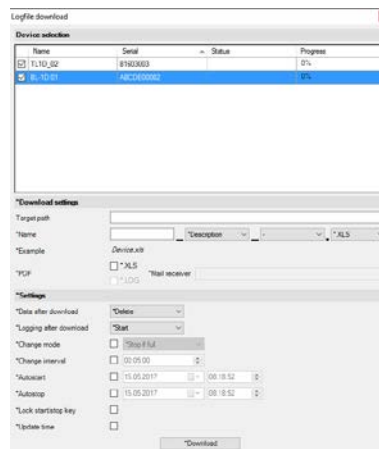 Logfile download
Device selection
Name Serial Status Progress
TL1D_02 81603003 0%
BL-1D.01 ABCDE00002 0%
*Download settings
Target path
*Name _ *Description _ - . *.XLS
*Example Device.xls
*PDF *.XLS *Mail receiver
*.LOG
*Settings
*Data after download *Delete
*Logging after download *Start
*Change mode *Stop if full
*Change interval 00:05:00
*Autostart 15.05.2017 08:18:52
*Autostop 15.05.2017 08:18:52
*Lock start/stop key
*Update time
*Download